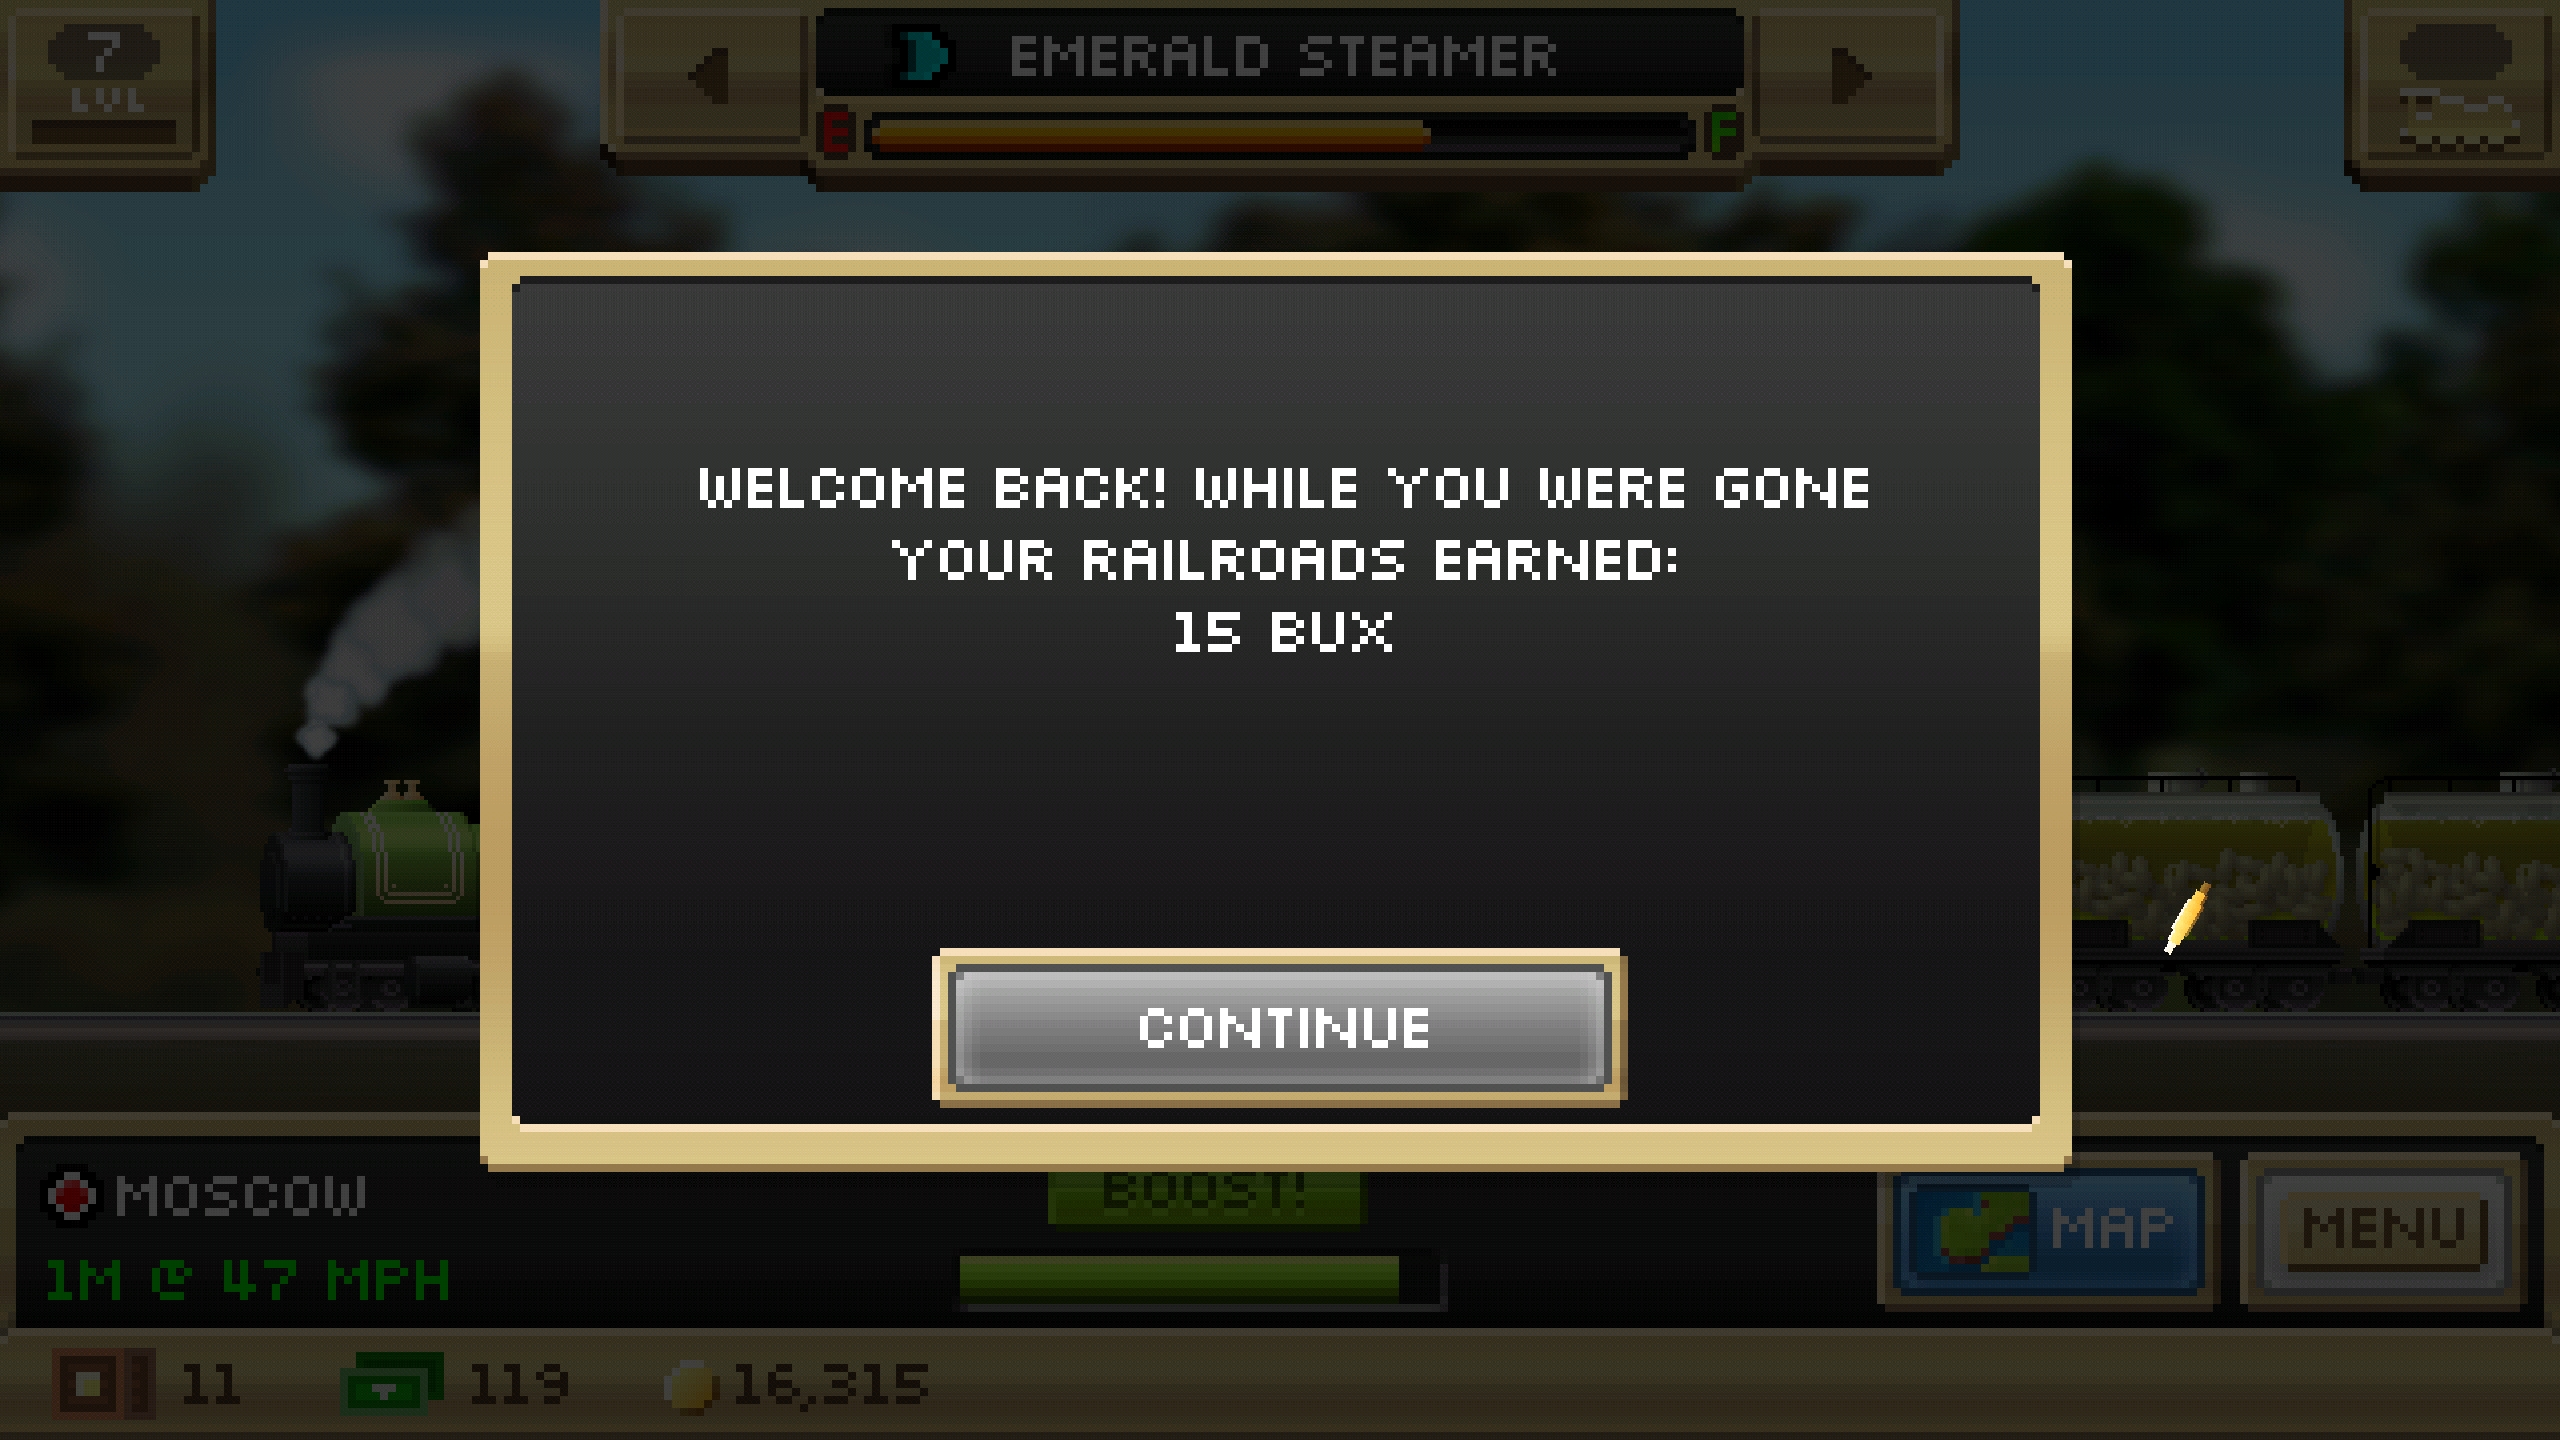 7
LVL
EMERALD STEAMER
E F
WELCOME BACK! WHILE YOU WERE GONE
YOUR RAILROADS EARNED:
15 BUX
CONTINUE
BOOST!
MOSCOW
1M @ 47 MPH
MAP
MENU
11 119 16,315